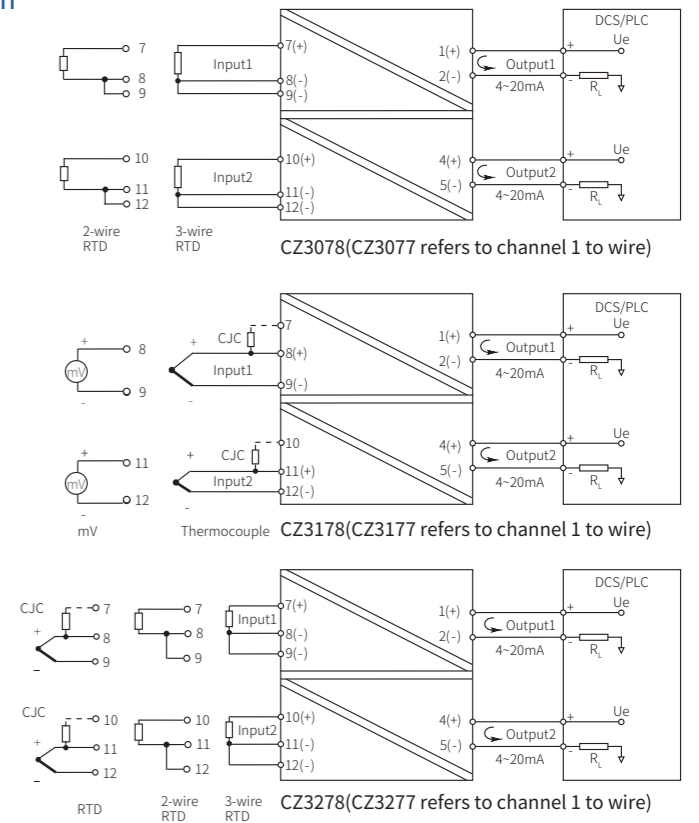 DCS/PLC
7 7(+) 1(+) + Ue
Input1 Output1
8 8(-) 2(-) - R_L
9 9(-) 4~20mA
10 10(+) 4(+) + Ue
Input2 Output2
11 11(-) 5(-) - R_L
12 12(-) 4~20mA
2-wire 3-wire
RTD RTD
CZ3078(CZ3077 refers to channel 1 to wire)
DCS/PLC
7 Ue
+ + CJC 1(+) +
8 8(+) Output1
mV Input1 2(-) - R_L
9 9(-) 4~20mA
- -
10 Ue
+ + CJC 4(+) +
11 11(+) Output2
mV Input2 5(-) - R_L
12 12(-) 4~20mA
- -
mV Thermocouple CZ3178(CZ3177 refers to channel 1 to wire)
DCS/PLC
CJC 7 7 7(+) 1(+) + Ue
Input1 Output1
+ 8 8 8(-) 2(-) - R_L
- 9 9 9(-) 4~20mA
CJC 10 10 10(+) 4(+) + Ue
Input2 Output2
+ 11 11 11(-) 5(-) - R_L
- 12 12 12(-) 4~20mA
RTD 2-wire 3-wire
RTD RTD
CZ3278(CZ3277 refers to channel 1 to wire)